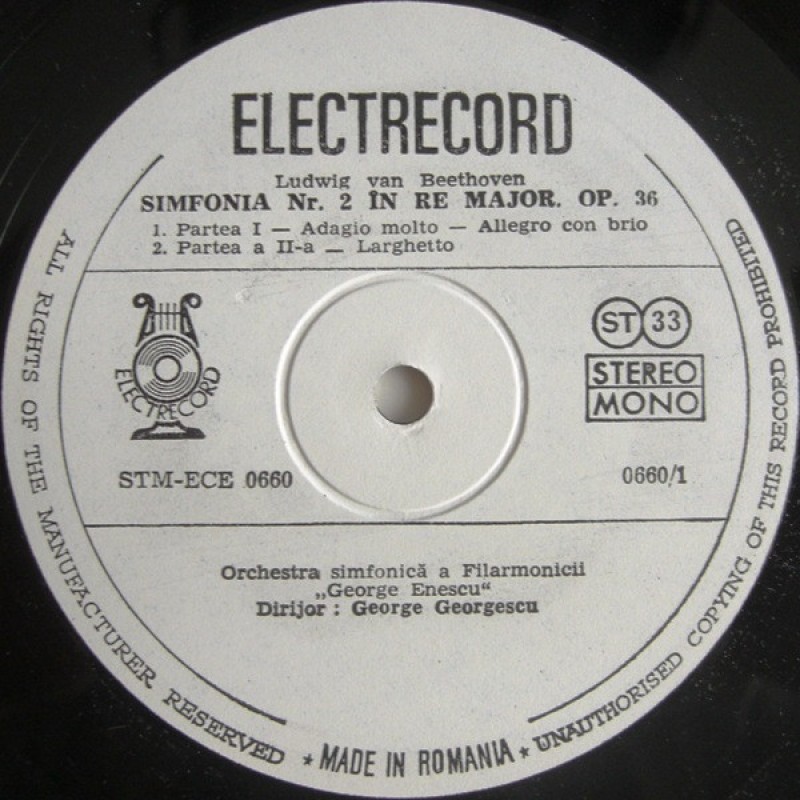 ELECTRECORD
Ludwig van Beethoven
SIMFONIA Nr. 2 ÎN RE MAJOR. OP. 36
1. Partea I — Adagio molto — Allegro con brio
2. Partea a II-a — Larghetto
ELECTRECORD
ST 33
STEREO
MONO
STM-ECE 0660
0660/1
Orchestra simfonică a Filarmonicii
„George Enescu“
Dirijor : George Georgescu
ALL RIGHTS OF THE MANUFACTURER RESERVED * MADE IN ROMANIA * UNAUTHORISED COPYING OF THIS RECORD PROHIBITED